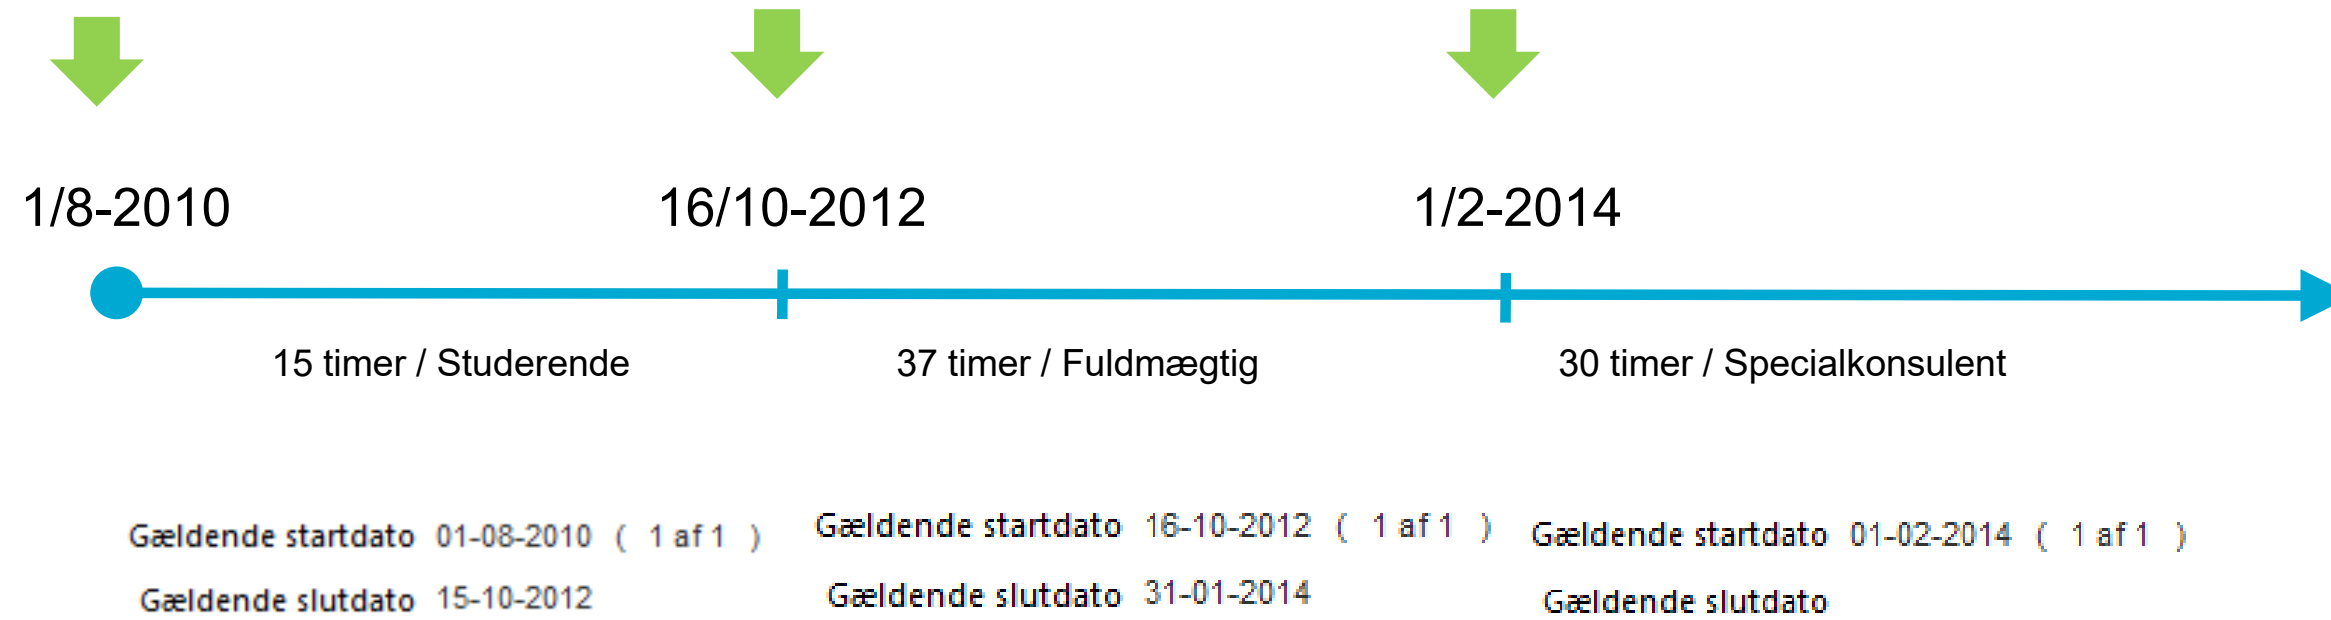 1/8-2010
16/10-2012
1/2-2014
15 timer / Studerende
37 timer / Fuldmægtig
30 timer / Specialkonsulent
Gældende startdato 01-08-2010 ( 1 af 1 )
Gældende slutdato 15-10-2012
Gældende startdato 16-10-2012 ( 1 af 1 )
Gældende slutdato 31-01-2014
Gældende startdato 01-02-2014 ( 1 af 1 )
Gældende slutdato